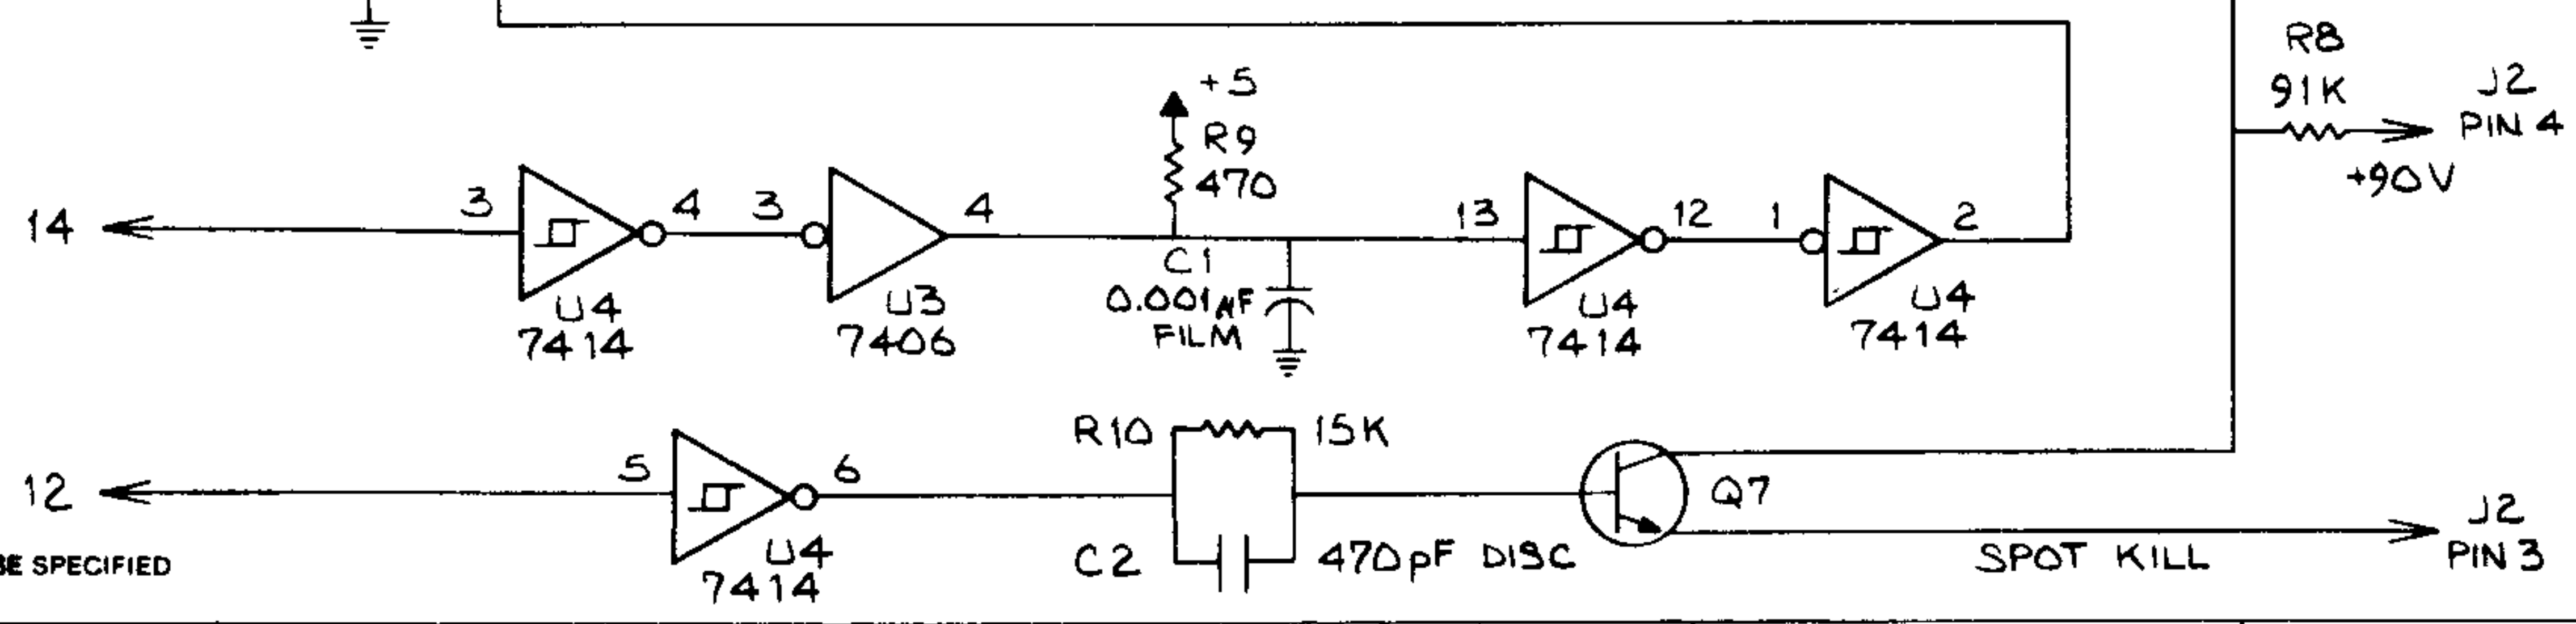 +5
R9
470
R8
91K
J2
PIN 4
+90V
14
3
4
U4
7414
3
4
U3
7406
C1
0.001µF
FILM
13
12
U4
7414
1
2
U4
7414
12
5
6
U4
7414
R10
15K
C2
470pF DISC
Q7
SPOT KILL
J2
PIN 3
BE SPECIFIED